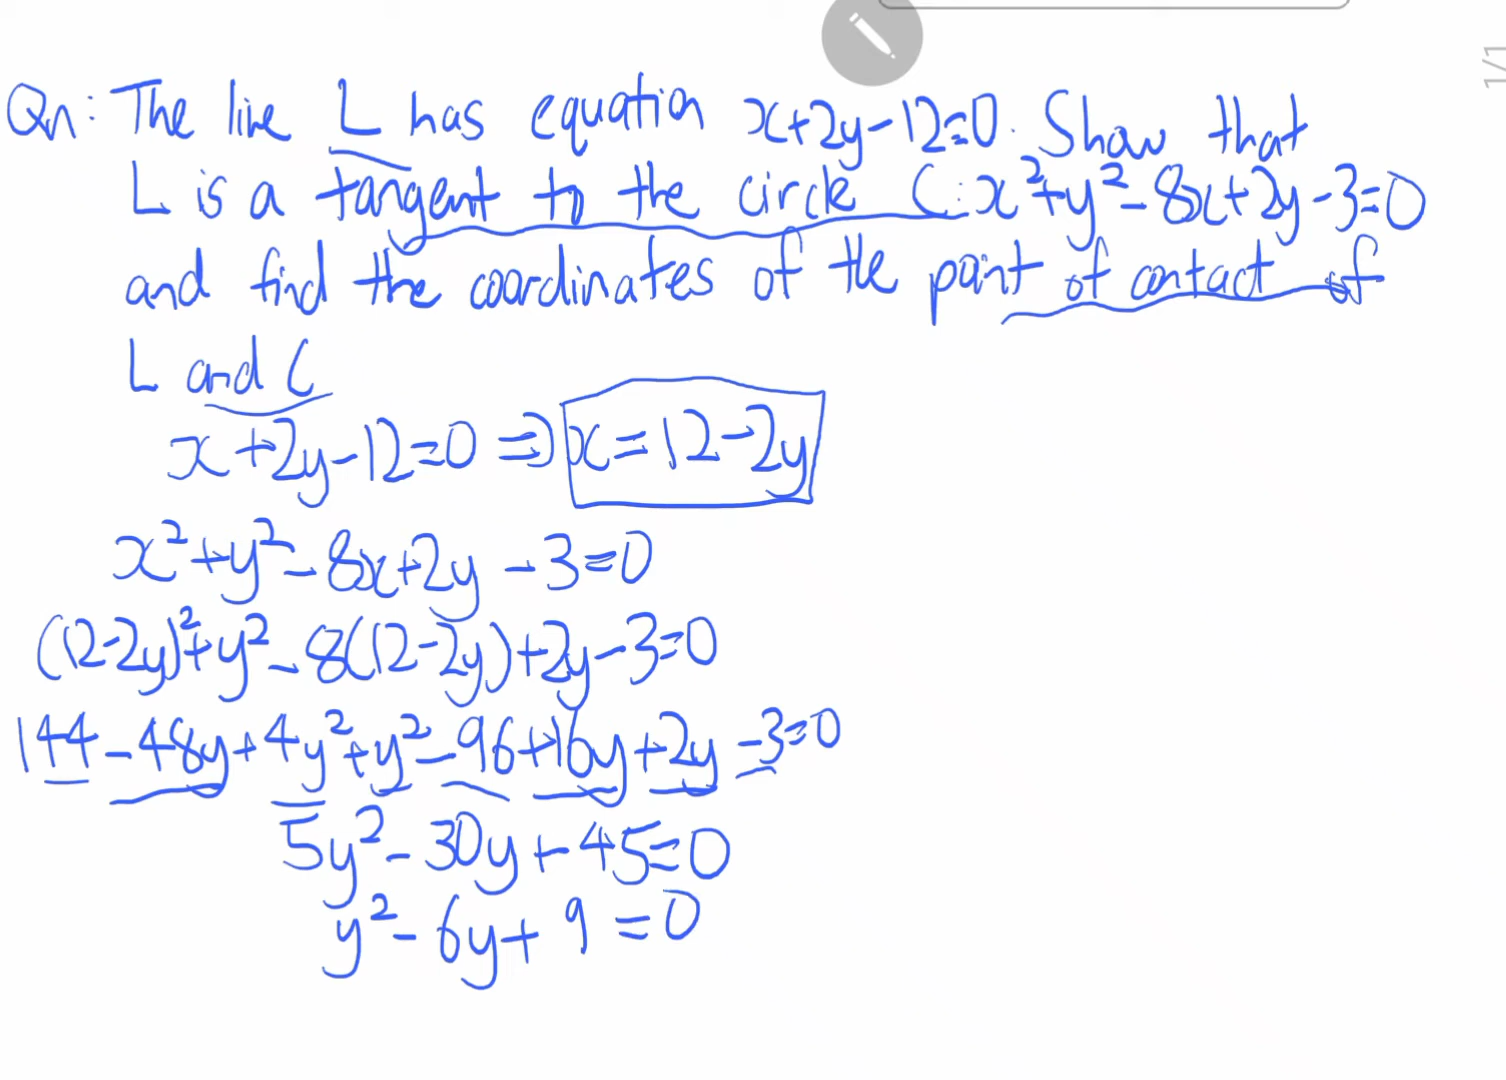 Qn: The line L has equation x+2y-12=0. Show that
L is a tangent to the circle C: x²+y²-8x+2y-3=0
and find the coordinates of the point of contact of
L and C
x+2y-12=0 ⇒ x=12-2y
x²+y²-8x+2y-3=0
(12-2y)²+y²-8(12-2y)+2y-3=0
144-48y+4y²+y²-96+16y+2y-3=0
5y²-30y+45=0
y²-6y+9=0
1/1